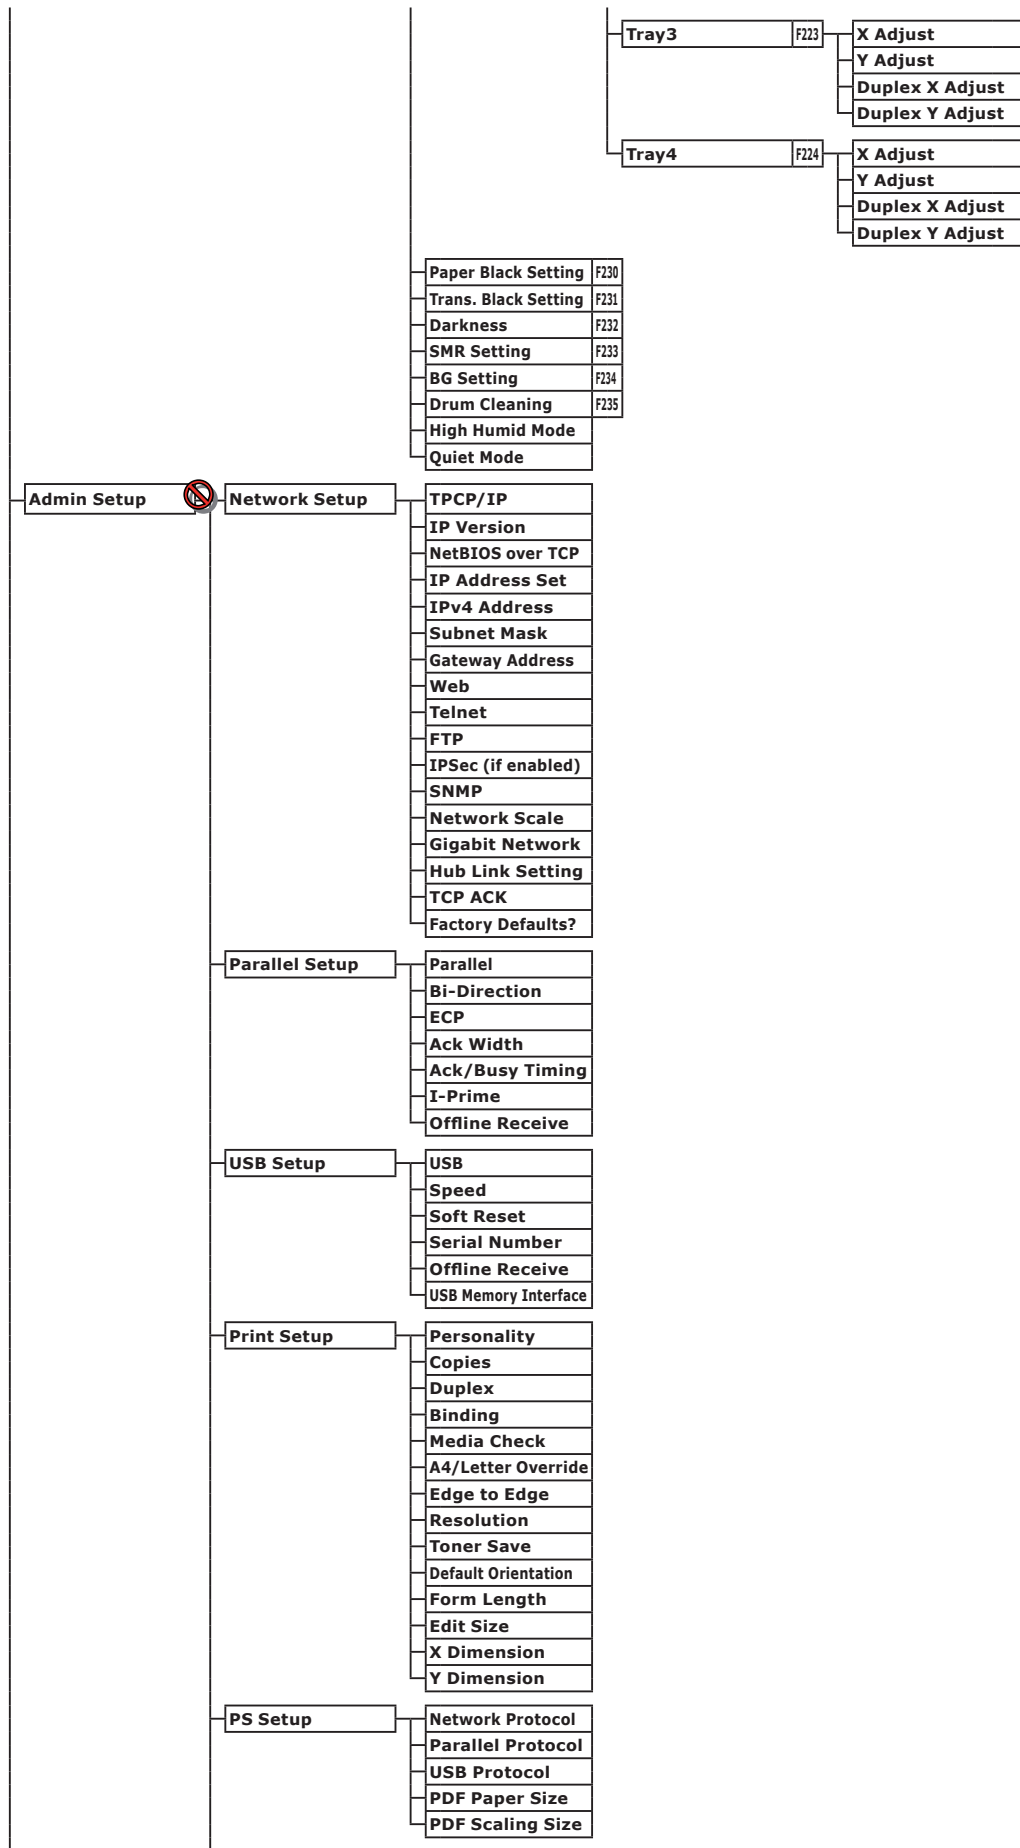 Tray3 F223 X Adjust
Y Adjust
Duplex X Adjust
Duplex Y Adjust
Tray4 F224 X Adjust
Y Adjust
Duplex X Adjust
Duplex Y Adjust
Paper Black Setting F230
Trans. Black Setting F231
Darkness F232
SMR Setting F233
BG Setting F234
Drum Cleaning F235
High Humid Mode
Quiet Mode
Admin Setup Network Setup TPCP/IP
IP Version
NetBIOS over TCP
IP Address Set
IPv4 Address
Subnet Mask
Gateway Address
Web
Telnet
FTP
IPSec (if enabled)
SNMP
Network Scale
Gigabit Network
Hub Link Setting
TCP ACK
Factory Defaults?
Parallel Setup Parallel
Bi-Direction
ECP
Ack Width
Ack/Busy Timing
I-Prime
Offline Receive
USB Setup USB
Speed
Soft Reset
Serial Number
Offline Receive
USB Memory Interface
Print Setup Personality
Copies
Duplex
Binding
Media Check
A4/Letter Override
Edge to Edge
Resolution
Toner Save
Default Orientation
Form Length
Edit Size
X Dimension
Y Dimension
PS Setup Network Protocol
Parallel Protocol
USB Protocol
PDF Paper Size
PDF Scaling Size